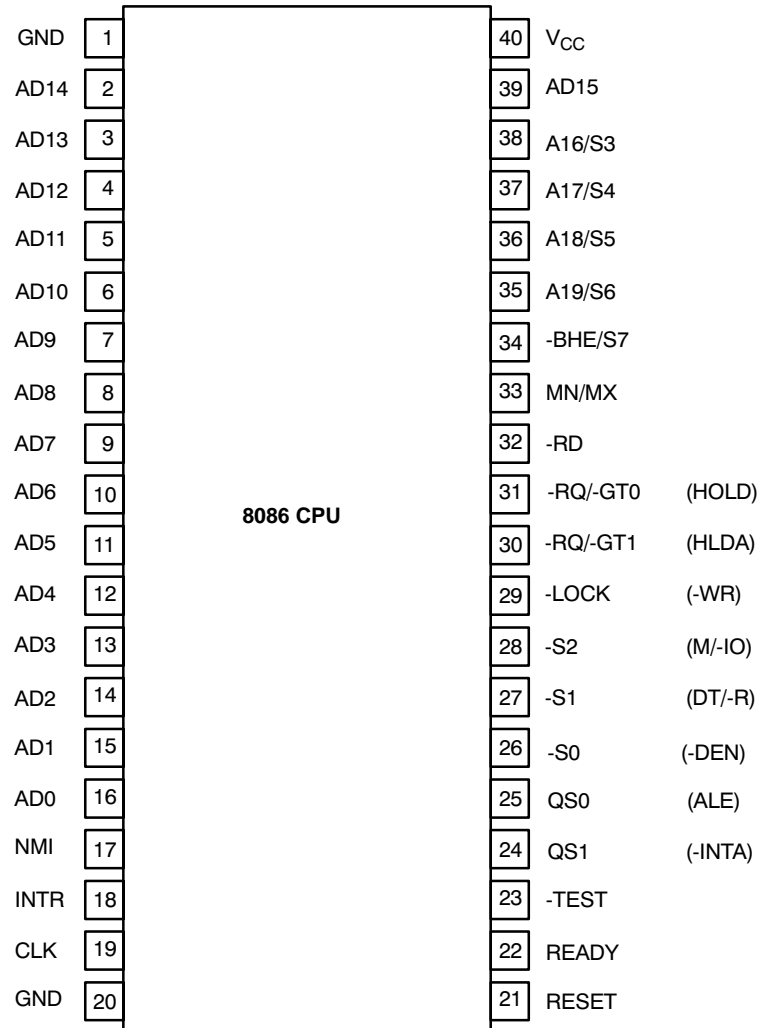 GND 1 40 VCC
AD14 2 39 AD15
AD13 3 38 A16/S3
AD12 4 37 A17/S4
AD11 5 36 A18/S5
AD10 6 35 A19/S6
AD9 7 34 -BHE/S7
AD8 8 33 MN/MX
AD7 9 32 -RD
AD6 10 31 -RQ/-GT0 (HOLD)
8086 CPU
AD5 11 30 -RQ/-GT1 (HLDA)
AD4 12 29 -LOCK (-WR)
AD3 13 28 -S2 (M/-IO)
AD2 14 27 -S1 (DT/-R)
AD1 15 26 -S0 (-DEN)
AD0 16 25 QS0 (ALE)
NMI 17 24 QS1 (-INTA)
INTR 18 23 -TEST
CLK 19 22 READY
GND 20 21 RESET